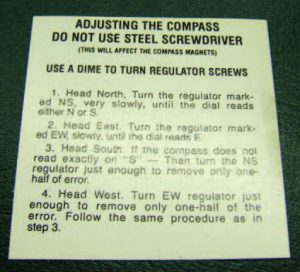 ADJUSTING THE COMPASS
DO NOT USE STEEL SCREWDRIVER
(THIS WILL AFFECT THE COMPASS MAGNETS)
USE A DIME TO TURN REGULATOR SCREWS
1. Head North, Turn the regulator mark-
ed NS, very slowly, until the dial reads
either N or S.
2. Head East. Turn the regulator mark-
ed EW, slowly, until the dial reads E.
3. Head South. If the compass does not
read exactly on "S" — Then turn the NS
regulator just enough to remove only one-
half of error.
4. Head West. Turn EW regulator just
enough to remove only one-half of the
error. Follow the same procedure as in
step 3.